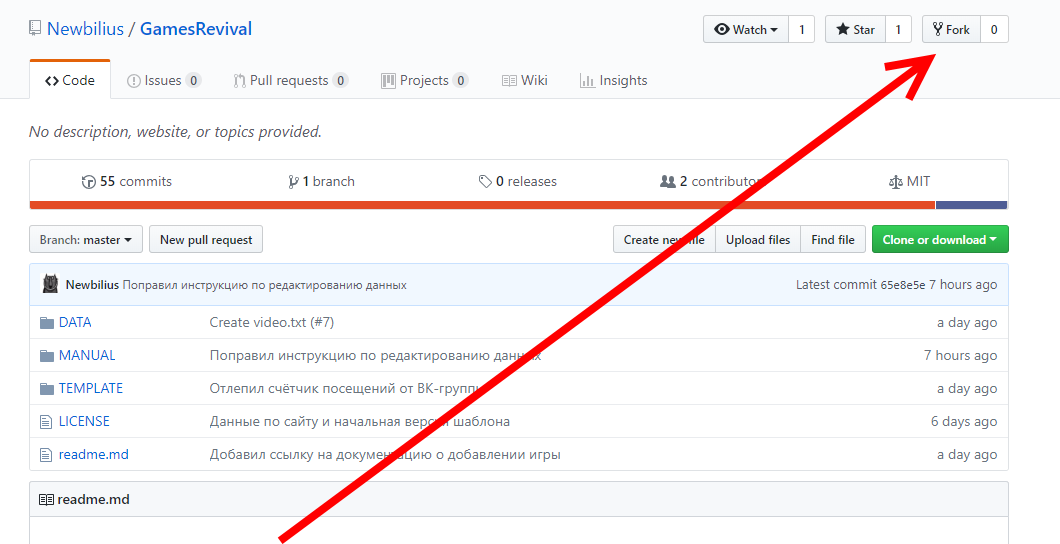 Newbilius / GamesRevival Watch 1 Star 1 Fork 0
Code Issues 0 Pull requests 0 Projects 0 Wiki Insights
No description, website, or topics provided.
55 commits 1 branch 0 releases 2 contributors MIT
Branch: master New pull request Create new file Upload files Find file Clone or download
Newbilius Поправил инструкцию по редактированию данных Latest commit 65e8e5e 7 hours ago
DATA Create video.txt (#7) a day ago
MANUAL Поправил инструкцию по редактированию данных 7 hours ago
TEMPLATE Отлепил счётчик посещений от ВК-группы a day ago
LICENSE Данные по сайту и начальная версия шаблона 6 days ago
readme.md Добавил ссылку на документацию о добавлении игры a day ago
readme.md